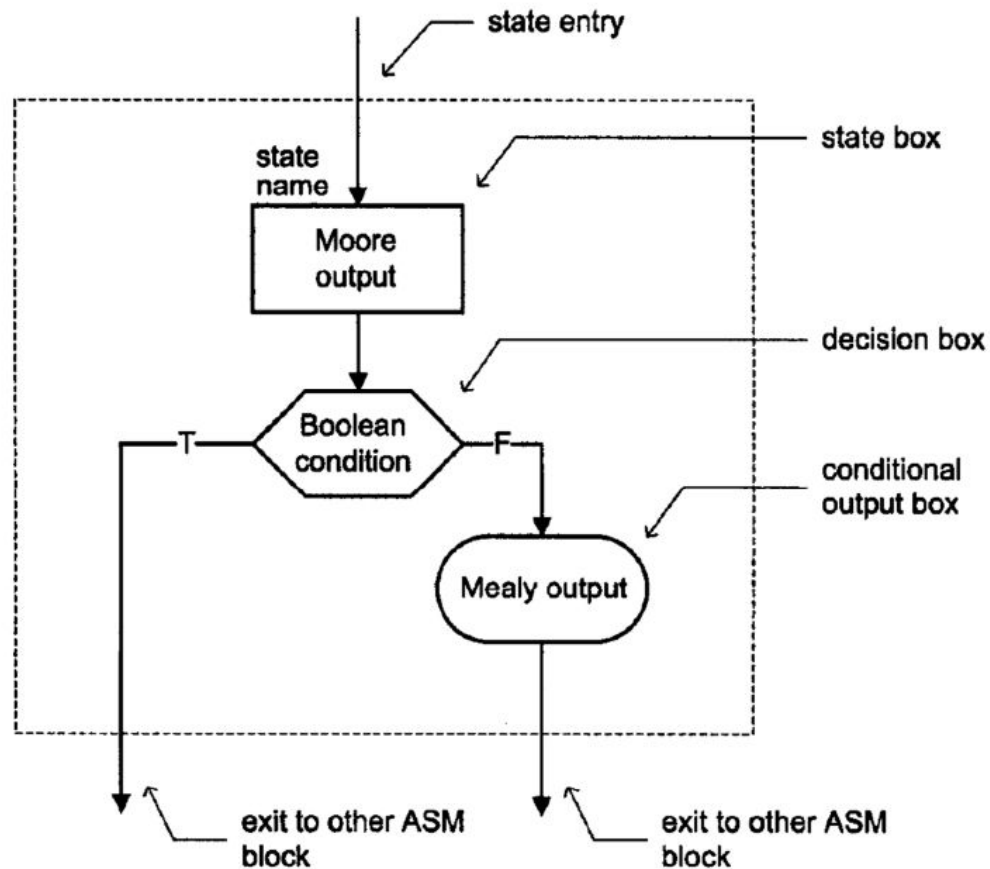 state entry
state box
state
name
Moore
output
decision box
Boolean
condition
T
F
conditional
output box
Mealy output
exit to other ASM
block
exit to other ASM
block